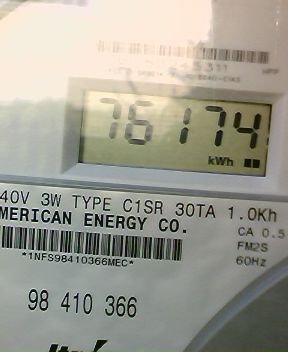 76174
kWh
40V 3W TYPE C1SR 30TA 1.0Kh
MERICAN ENERGY CO.
CA 0.5
FM2S
60Hz
*1NFS98410366MEC*
98 410 366